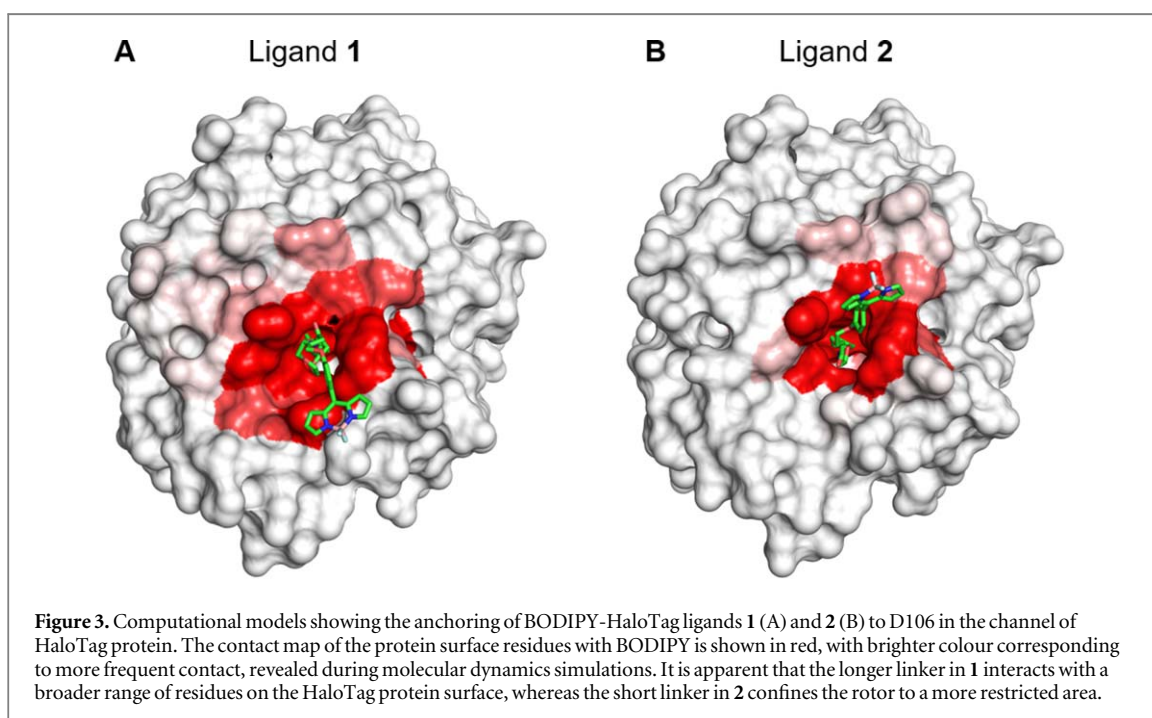 A Ligand 1 B Ligand 2
Figure 3. Computational models showing the anchoring of BODIPY-HaloTag ligands 1 (A) and 2 (B) to D106 in the channel of
HaloTag protein. The contact map of the protein surface residues with BODIPY is shown in red, with brighter colour corresponding
to more frequent contact, revealed during molecular dynamics simulations. It is apparent that the longer linker in 1 interacts with a
broader range of residues on the HaloTag protein surface, whereas the short linker in 2 confines the rotor to a more restricted area.